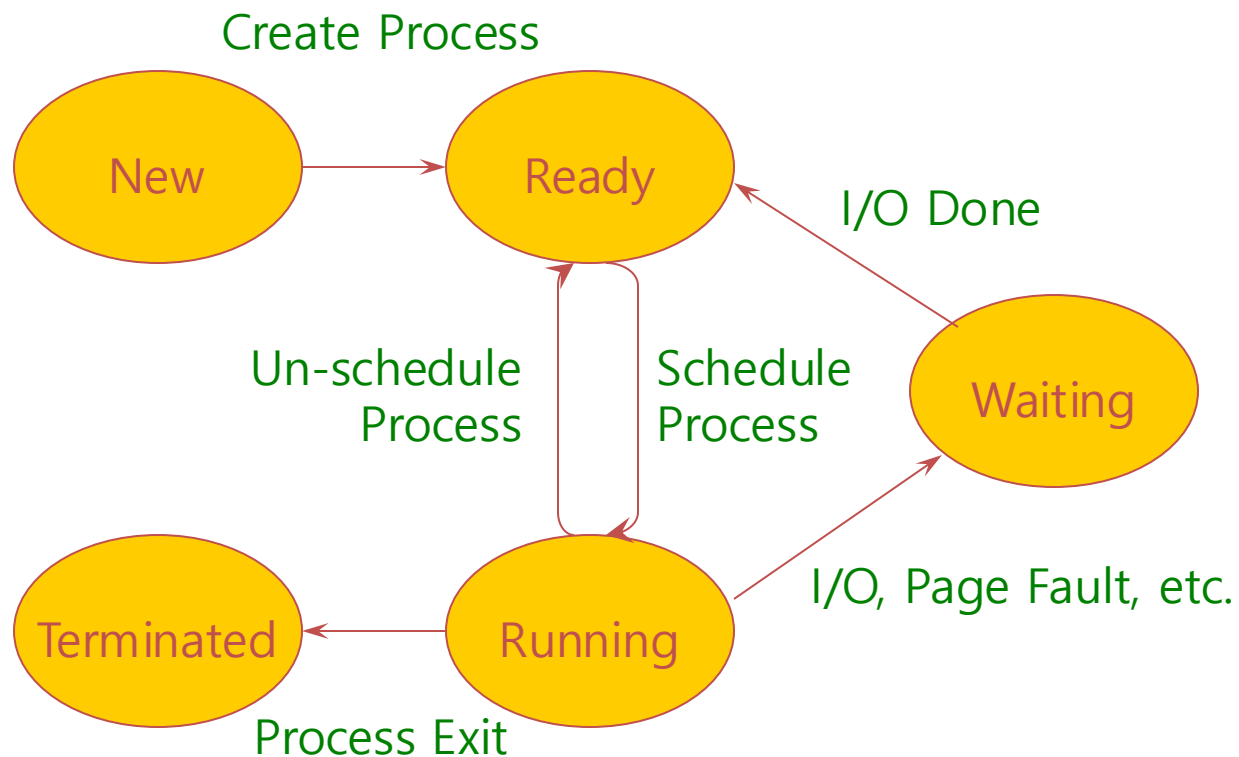 Create Process
New
Ready
I/O Done
Un-schedule
Process
Schedule
Process
Waiting
I/O, Page Fault, etc.
Terminated
Running
Process Exit